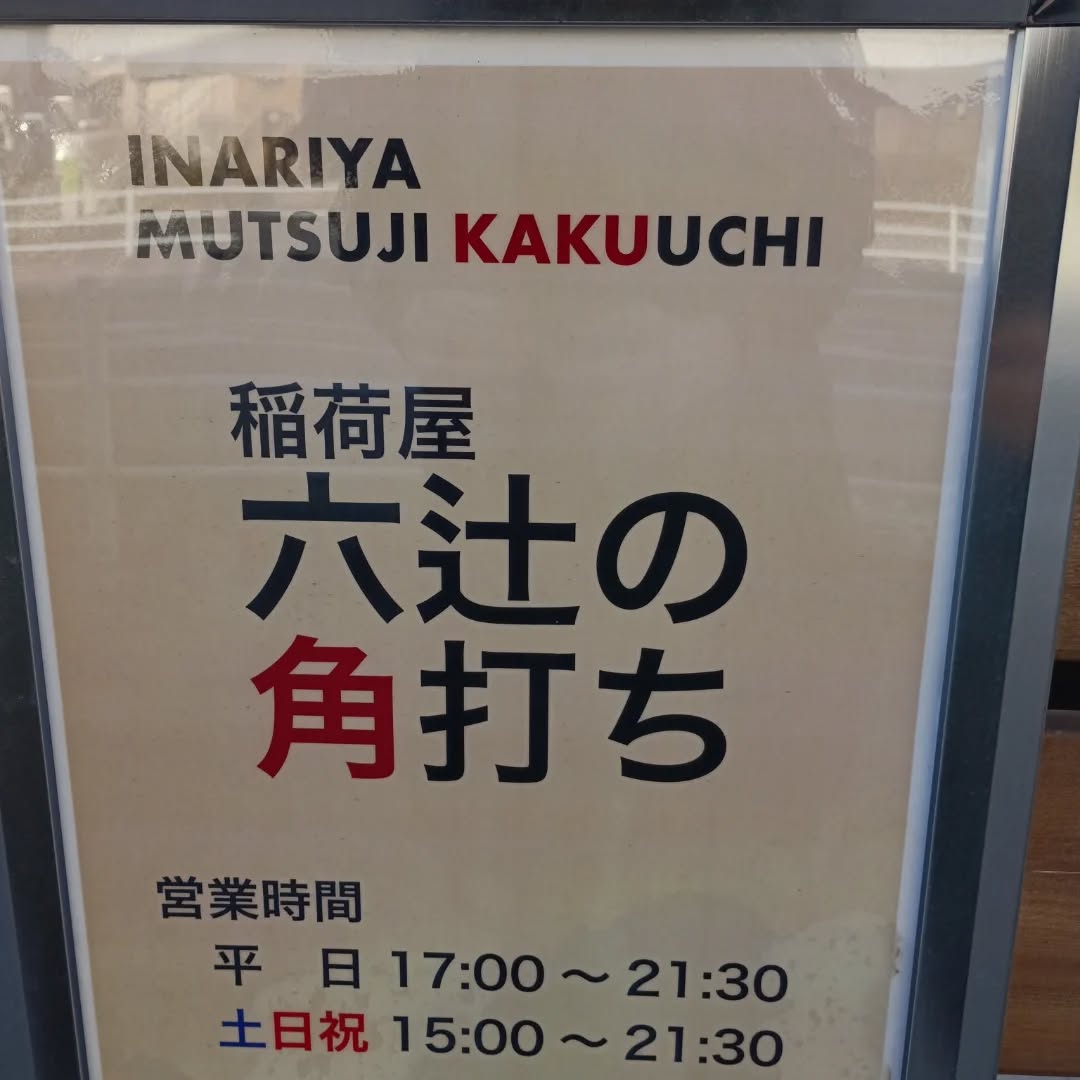 INARIYA
MUTSUJI KAKUUCHI
稲荷屋
六辻の
角打ち
営業時間
平　日 17:00 〜 21:30
土日祝 15:00 〜 21:30